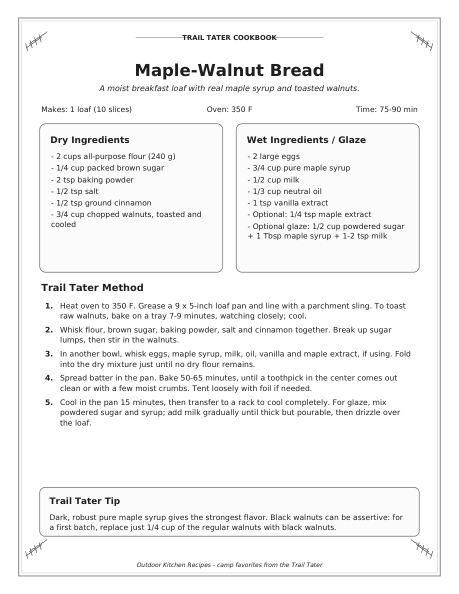 TRAIL TATER COOKBOOK
Maple-Walnut Bread
A moist breakfast loaf with real maple syrup and toasted walnuts.
Makes: 1 loaf (10 slices) Oven: 350 F Time: 75-90 min
Dry Ingredients
- 2 cups all-purpose flour (240 g)
- 1/4 cup packed brown sugar
- 2 tsp baking powder
- 1/2 tsp salt
- 1/2 tsp ground cinnamon
- 3/4 cup chopped walnuts, toasted and
cooled
Wet Ingredients / Glaze
- 2 large eggs
- 3/4 cup pure maple syrup
- 1/2 cup milk
- 1/3 cup neutral oil
- 1 tsp vanilla extract
- Optional: 1/4 tsp maple extract
- Optional glaze: 1/2 cup powdered sugar
+ 1 Tbsp maple syrup + 1-2 tsp milk
Trail Tater Method
1. Heat oven to 350 F. Grease a 9 x 5-inch loaf pan and line with a parchment sling. To toast
raw walnuts, bake on a tray 7-9 minutes, watching closely; cool.
2. Whisk flour, brown sugar, baking powder, salt and cinnamon together. Break up sugar
lumps, then stir in the walnuts.
3. In another bowl, whisk eggs, maple syrup, milk, oil, vanilla and maple extract, if using. Fold
into the dry mixture just until no dry flour remains.
4. Spread batter in the pan. Bake 50-65 minutes, until a toothpick in the center comes out
clean or with a few moist crumbs. Tent loosely with foil if needed.
5. Cool in the pan 15 minutes, then transfer to a rack to cool completely. For glaze, mix
powdered sugar and syrup; add milk gradually until thick but pourable, then drizzle over
the loaf.
Trail Tater Tip
Dark, robust pure maple syrup gives the strongest flavor. Black walnuts can be assertive: for
a first batch, replace just 1/4 cup of the regular walnuts with black walnuts.
Outdoor Kitchen Recipes - camp favorites from the Trail Tater